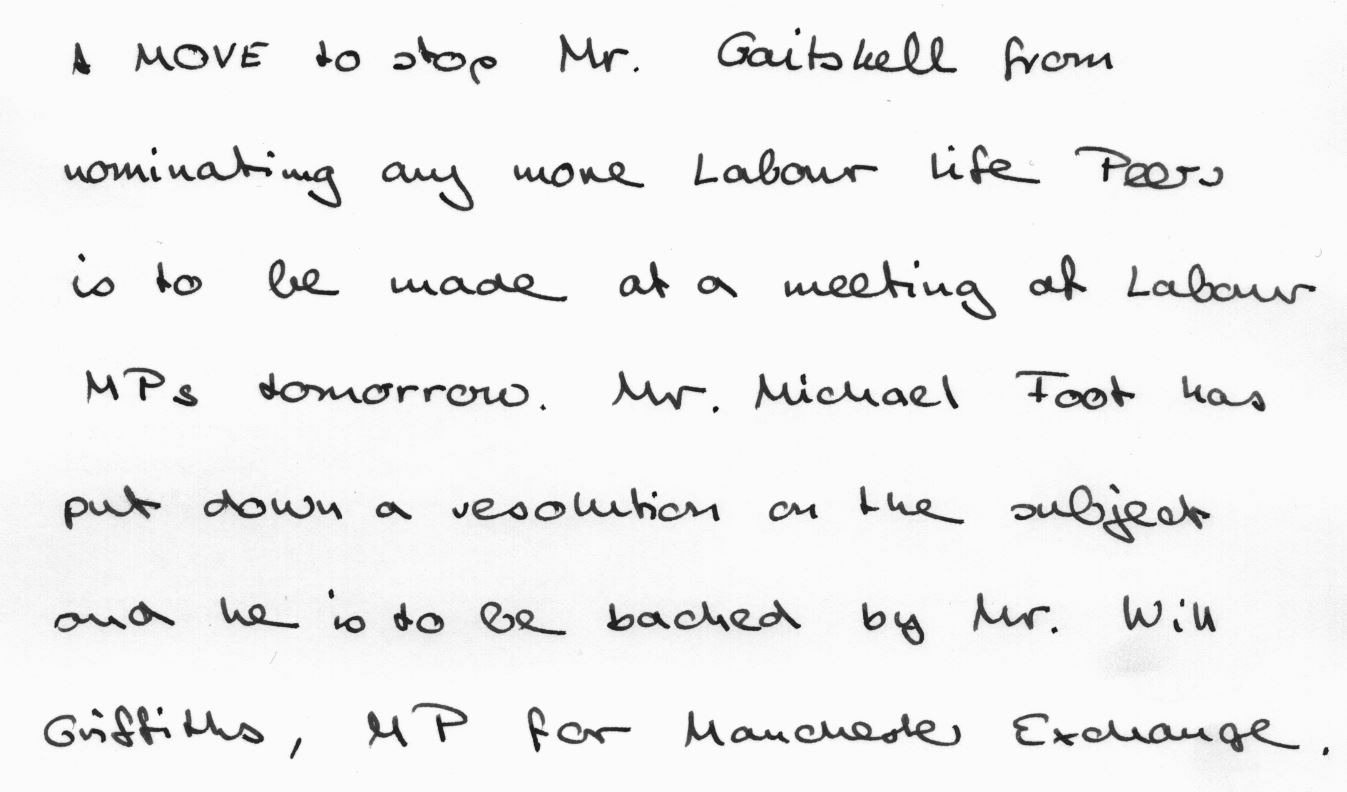 A MOVE to stop Mr. Gaitskell from
nominating any more Labour life Peers
is to be made at a meeting of Labour
MPs tomorrow. Mr. Michael Foot has
put down a resolution on the subject
and he is to be backed by Mr. Will
Griffiths, MP for Manchester Exchange.